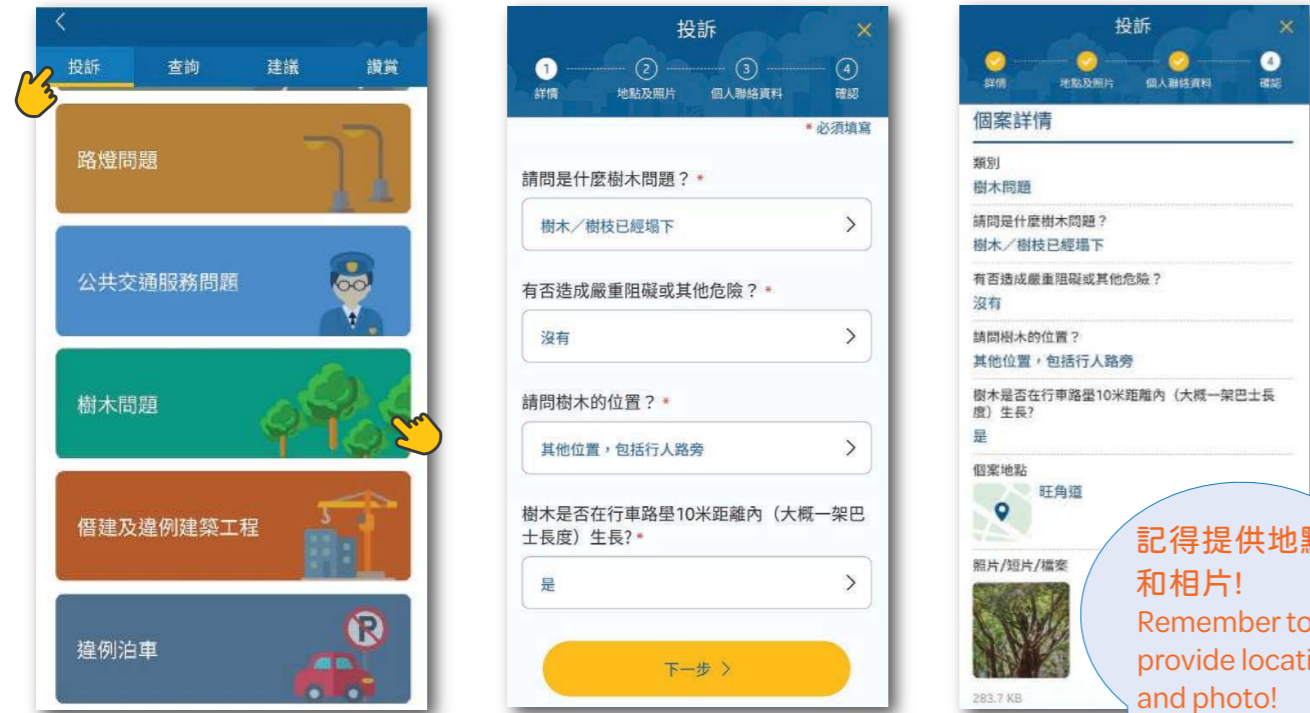 投訴
查詢
建議
讚賞
路燈問題
公共交通服務問題
樹木問題
僭建及違例建築工程
違例泊車
投訴
1
2
3
4
詳情
地點及照片
個人聯絡資料
確認
* 必須填寫
請問是什麼樹木問題？*
樹木／樹枝已經塌下
有否造成嚴重阻礙或其他危險？*
沒有
請問樹木的位置？*
其他位置，包括行人路旁
樹木是否在行車路壆10米距離內（大概一架巴
士長度）生長?*
是
下一步
投訴
4
詳情
地點及照片
個人聯絡資料
確認
個案詳情
類別
樹木問題
請問是什麼樹木問題？
樹木／樹枝已經塌下
有否造成嚴重阻礙或其他危險？
沒有
請問樹木的位置？
其他位置，包括行人路旁
樹木是否在行車路壆10米距離內（大概一架巴士長
度）生長?
是
個案地點
旺角道
照片/短片/檔案
283.7 KB
記得提供地點
和相片!
Remember to
provide locati
and photo!